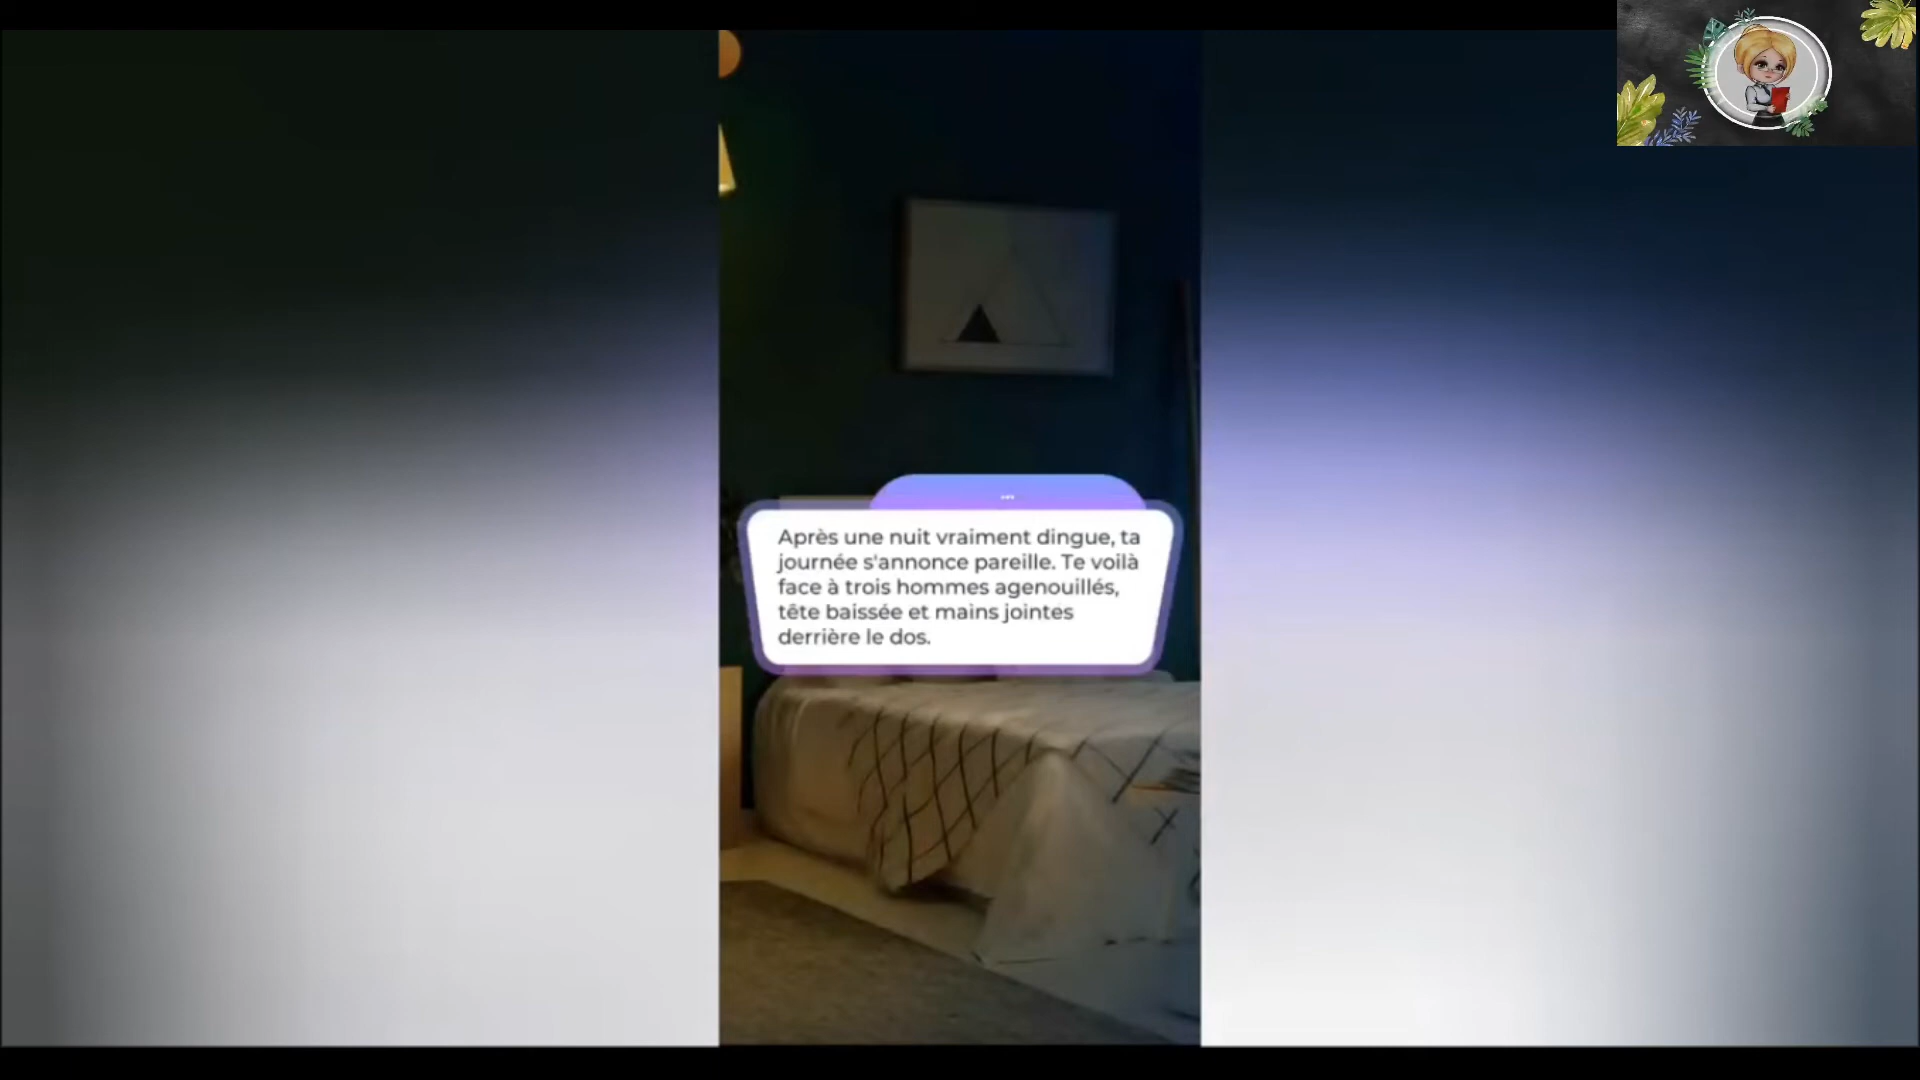 ...
Après une nuit vraiment dingue, ta
journée s'annonce pareille. Te voilà
face à trois hommes agenouillés,
tête baissée et mains jointes
derrière le dos.